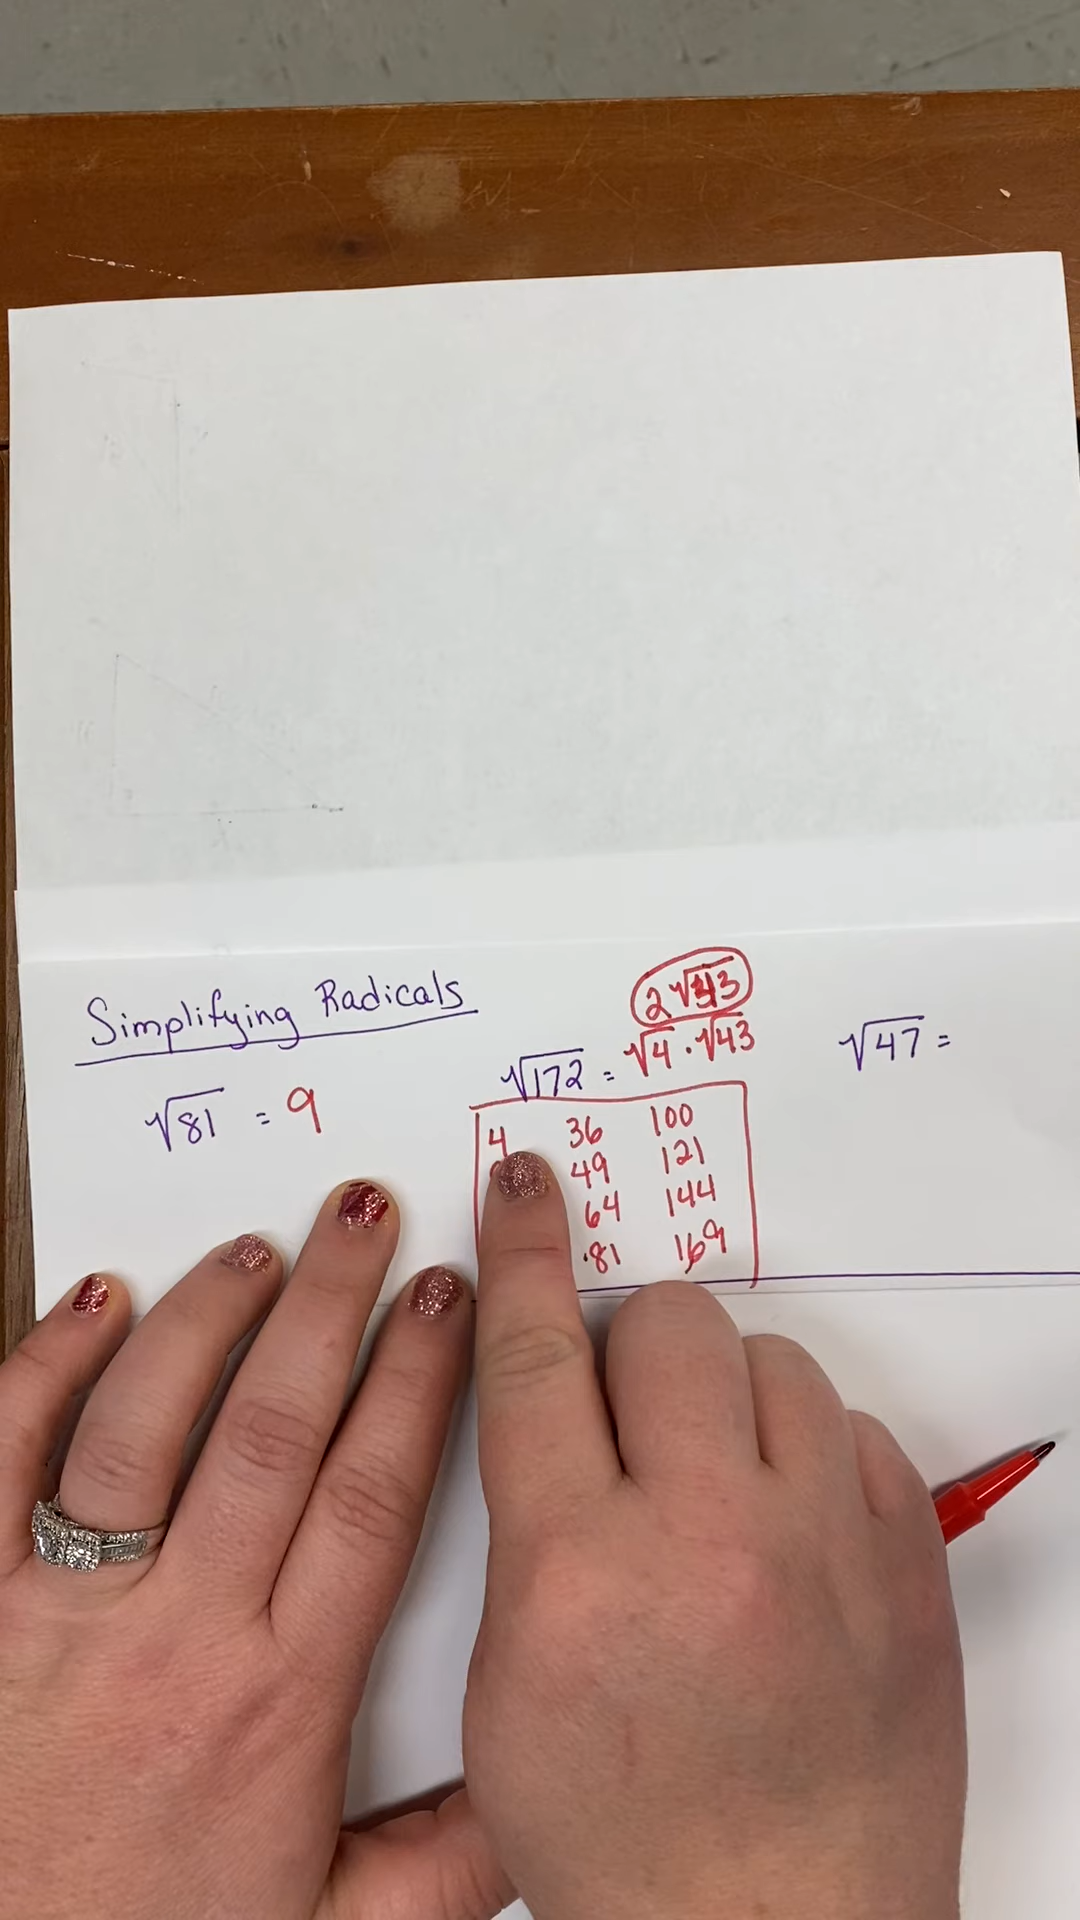 Simplifying Radicals
√81 = 9
2√43
√172 = √4 · √43
4 36 100
49 121
64 144
·81 169
√47 =